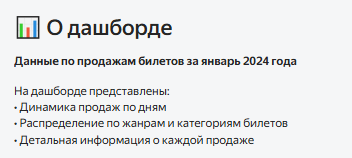 О дашборде
Данные по продажам билетов за январь 2024 года
На дашборде представлены:
• Динамика продаж по дням
• Распределение по жанрам и категориям билетов
• Детальная информация о каждой продаже